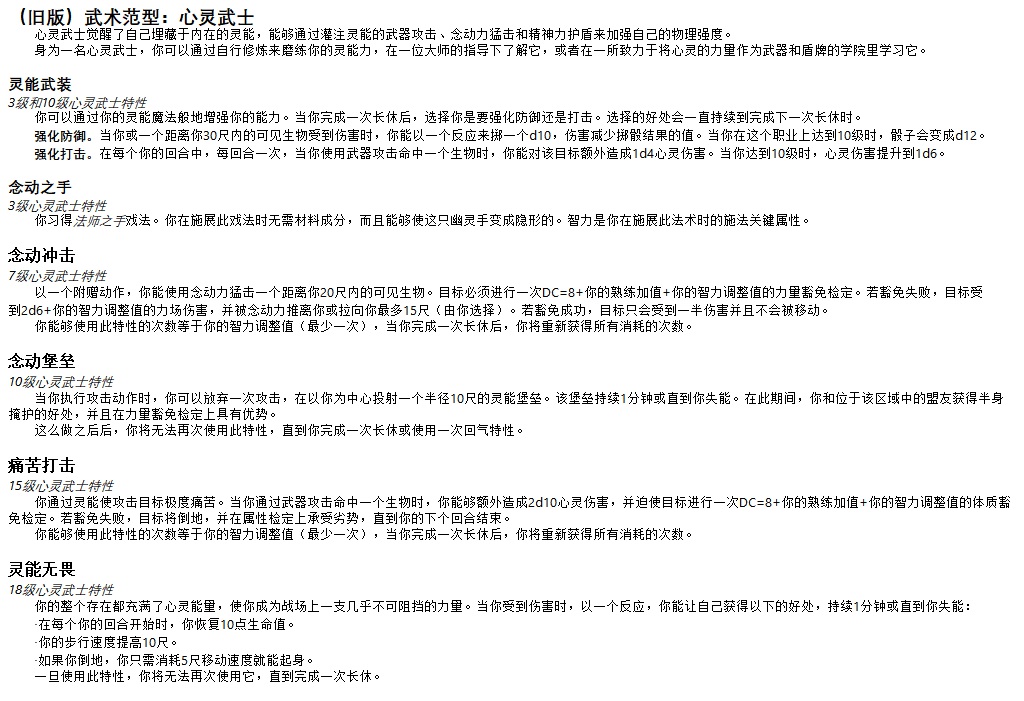 （旧版）武术范型：心灵武士
心灵武士觉醒了自己埋藏于内在的灵能，能够通过灌注灵能的武器攻击、念动力猛击和精神力护盾来加强自己的物理强度。
身为一名心灵武士，你可以通过自行修炼来磨练你的灵能力，在一位大师的指导下了解它，或者在一所致力于将心灵的力量作为武器和盾牌的学院里学习它。
灵能武装
3级和10级心灵武士特性
你可以通过你的灵能魔法般地增强你的能力。当你完成一次长休后，选择你是要强化防御还是打击。选择的好处会一直持续到完成下一次长休时。
强化防御。当你或一个距离你30尺内的可见生物受到伤害时，你能以一个反应来掷一个d10，伤害减少掷骰结果的值。当你在这个职业上达到10级时，骰子会变成d12。
强化打击。在每个你的回合中，每回合一次，当你使用武器攻击命中一个生物时，你能对该目标额外造成1d4心灵伤害。当你达到10级时，心灵伤害提升到1d6。
念动之手
3级心灵武士特性
你习得法师之手戏法。你在施展此戏法时无需材料成分，而且能够使这只幽灵手变成隐形的。智力是你在施展此法术时的施法关键属性。
念动冲击
7级心灵武士特性
以一个附赠动作，你能使用念动力猛击一个距离你20尺内的可见生物。目标必须进行一次DC=8+你的熟练加值+你的智力调整值的力量豁免检定。若豁免失败，目标受
到2d6+你的智力调整值的力场伤害，并被念动力推离你或拉向你最多15尺（由你选择）。若豁免成功，目标只会受到一半伤害并且不会被移动。
你能够使用此特性的次数等于你的智力调整值（最少一次），当你完成一次长休后，你将重新获得所有消耗的次数。
念动堡垒
10级心灵武士特性
当你执行攻击动作时，你可以放弃一次攻击，在以你为中心投射一个半径10尺的灵能堡垒。该堡垒持续1分钟或直到你失能。在此期间，你和位于该区域中的盟友获得半身
掩护的好处，并且在力量豁免检定上具有优势。
这么做之后后，你将无法再次使用此特性，直到你完成一次长休或使用一次回气特性。
痛苦打击
15级心灵武士特性
你通过灵能使攻击目标极度痛苦。当你通过武器攻击命中一个生物时，你能够额外造成2d10心灵伤害，并迫使目标进行一次DC=8+你的熟练加值+你的智力调整值的体质豁
免检定。若豁免失败，目标将倒地，并在属性检定上承受劣势，直到你的下个回合结束。
你能够使用此特性的次数等于你的智力调整值（最少一次），当你完成一次长休后，你将重新获得所有消耗的次数。
灵能无畏
18级心灵武士特性
你的整个存在都充满了心灵能量，使你成为战场上一支几乎不可阻挡的力量。当你受到伤害时，以一个反应，你能让自己获得以下的好处，持续1分钟或直到你失能：
·在每个你的回合开始时，你恢复10点生命值。
·你的步行速度提高10尺。
·如果你倒地，你只需消耗5尺移动速度就能起身。
一旦使用此特性，你将无法再次使用它，直到完成一次长休。